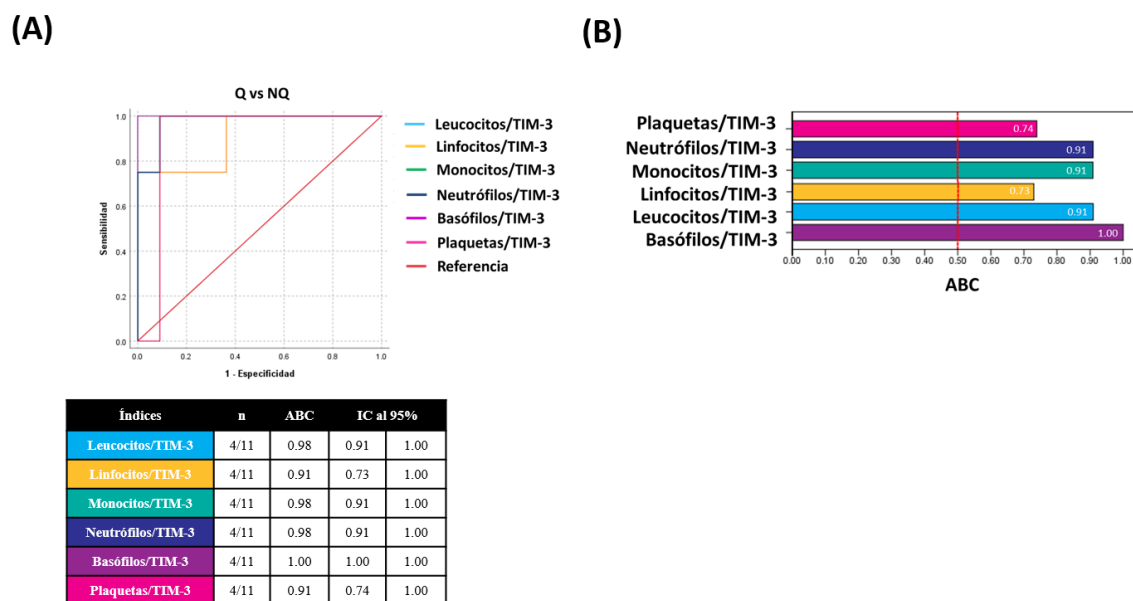 (A)
Q vs NQ
1.0
0.8
0.6
0.4
0.2
0.0
Sensibilidad
0.0 0.2 0.4 0.6 0.8 1.0
1 - Especificidad
Leucocitos/TIM-3
Linfocitos/TIM-3
Monocitos/TIM-3
Neutrófilos/TIM-3
Basófilos/TIM-3
Plaquetas/TIM-3
Referencia
Índices n ABC IC al 95%
Leucocitos/TIM-3 4/11 0.98 0.91 1.00
Linfocitos/TIM-3 4/11 0.91 0.73 1.00
Monocitos/TIM-3 4/11 0.98 0.91 1.00
Neutrófilos/TIM-3 4/11 0.98 0.91 1.00
Basófilos/TIM-3 4/11 1.00 1.00 1.00
Plaquetas/TIM-3 4/11 0.91 0.74 1.00
(B)
Plaquetas/TIM-3 0.74
Neutrófilos/TIM-3 0.91
Monocitos/TIM-3 0.91
Linfocitos/TIM-3 0.73
Leucocitos/TIM-3 0.91
Basófilos/TIM-3 1.00
0.00 0.10 0.20 0.30 0.40 0.50 0.60 0.70 0.80 0.90 1.00
ABC